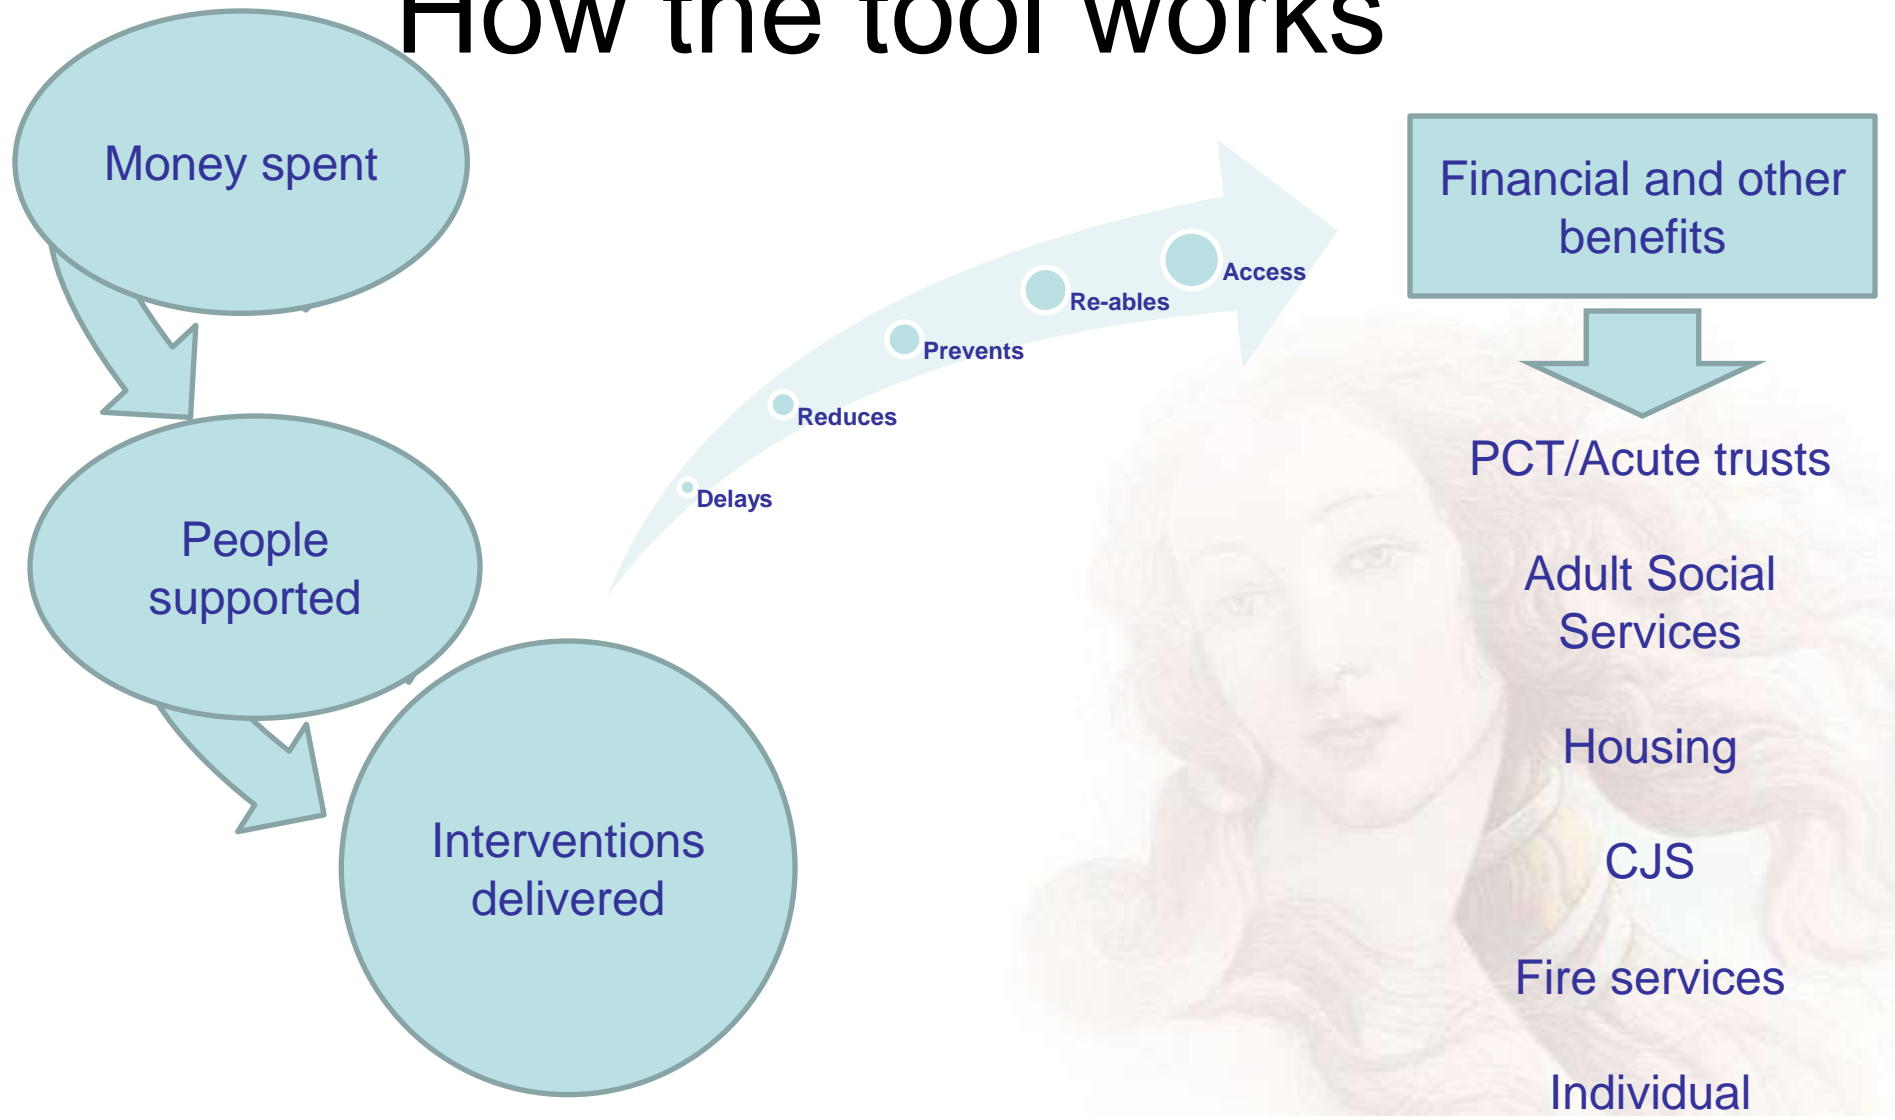 How the tool works
Money spent
People
supported
Interventions
delivered
Delays
Reduces
Prevents
Re-ables
Access
Financial and other
benefits
PCT/Acute trusts
Adult Social
Services
Housing
CJS
Fire services
Individual